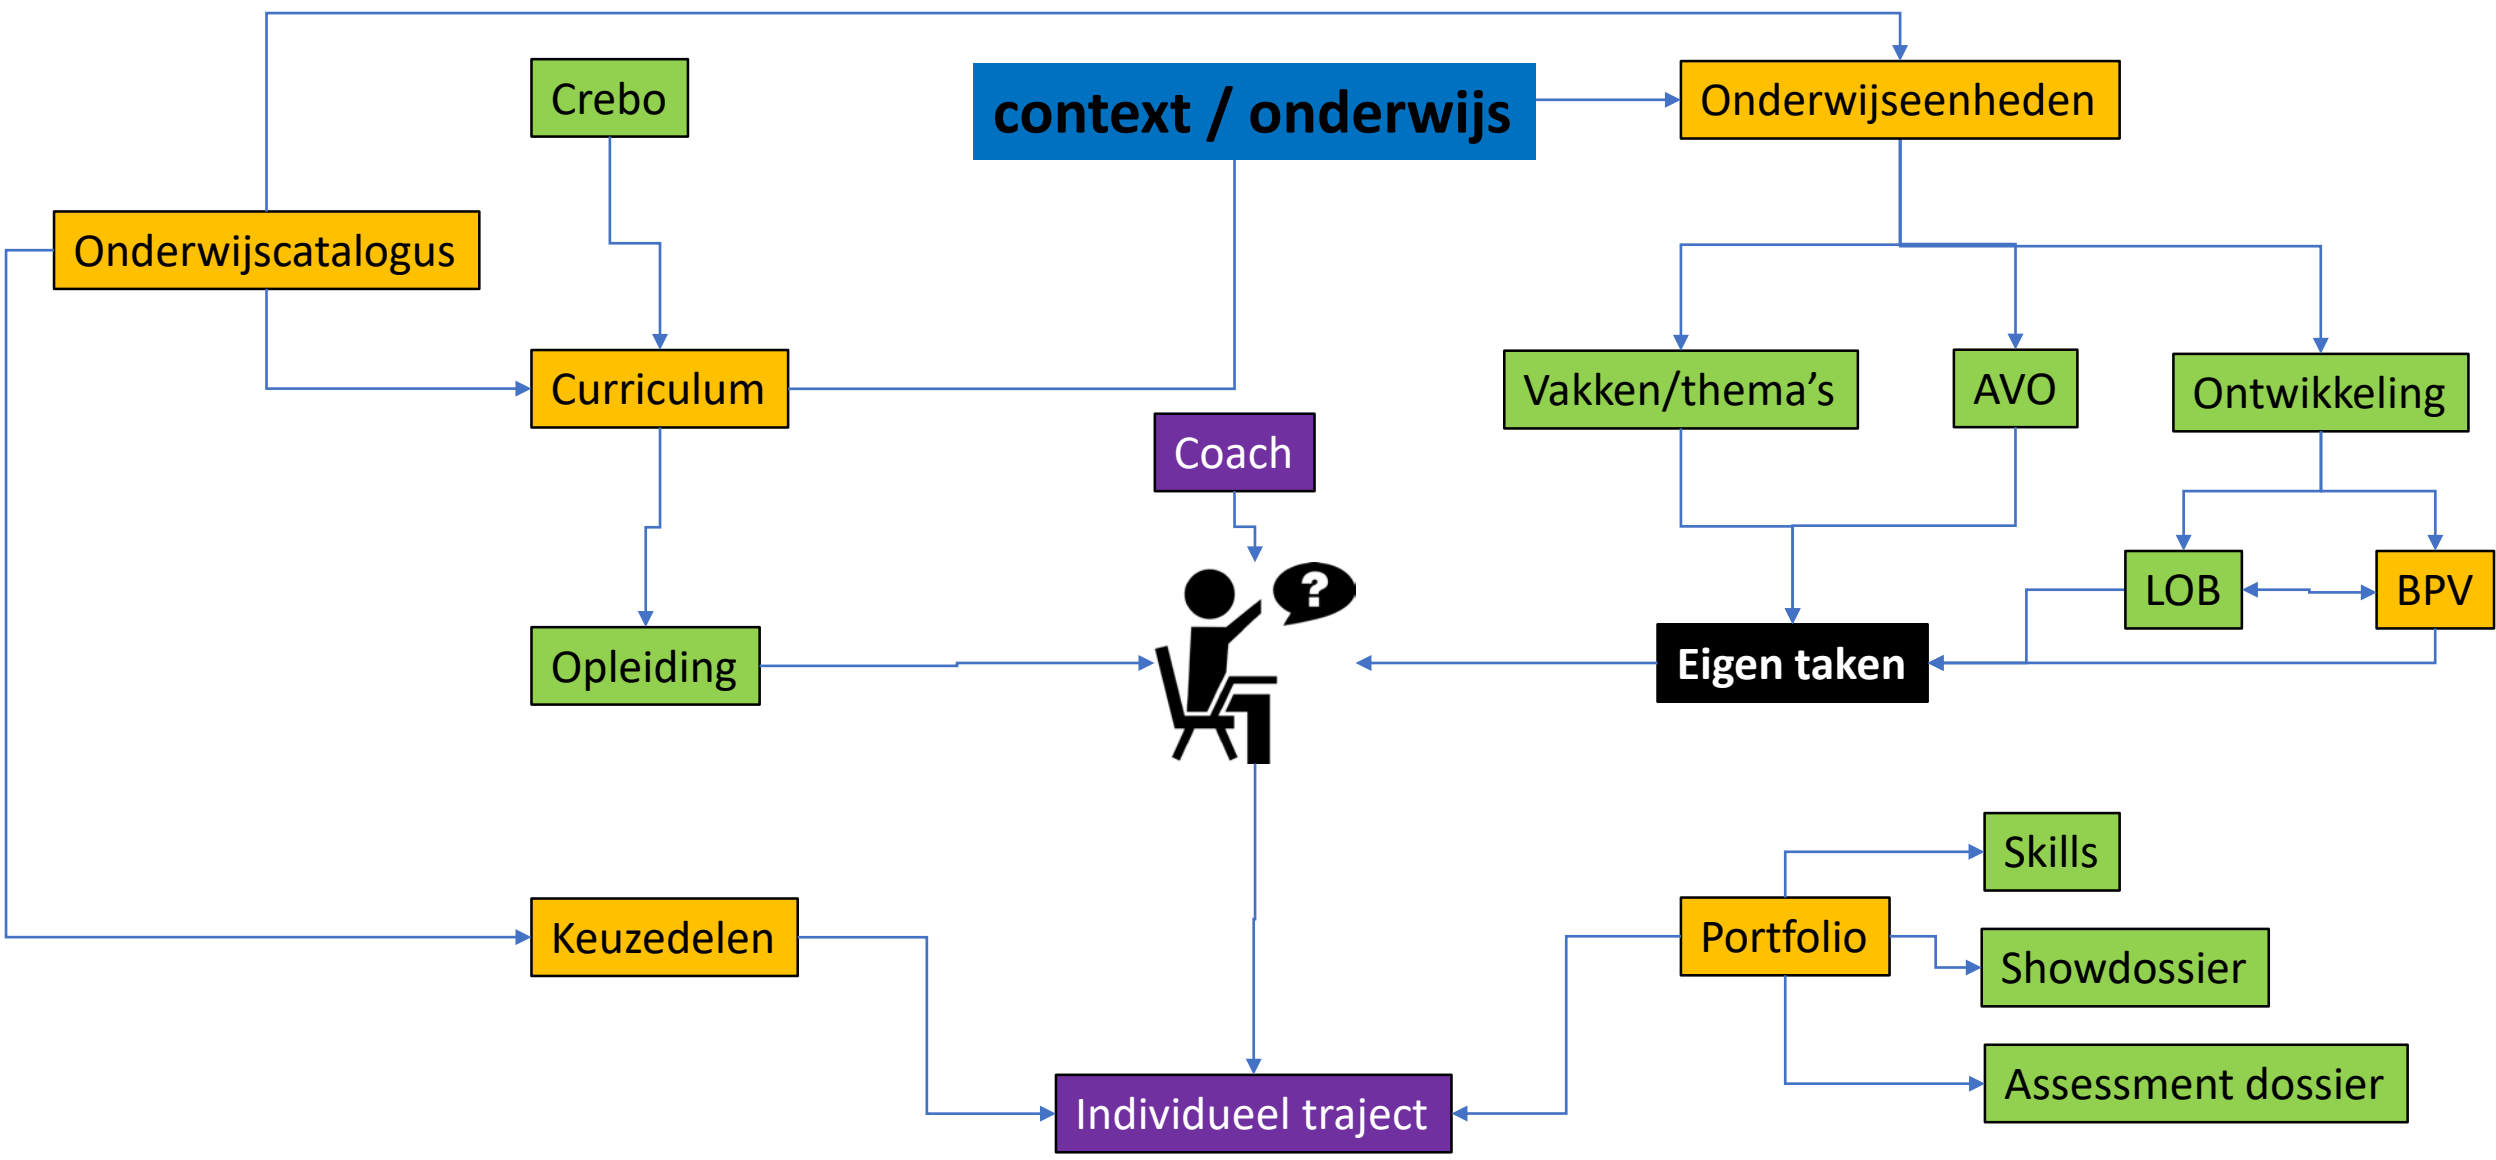 Crebo
context / onderwijs
Onderwijseenheden
Onderwijscatalogus
Curriculum
Vakken/thema’s
AVO
Ontwikkeling
Coach
LOB
BPV
?
Opleiding
Eigen taken
Skills
Keuzedelen
Portfolio
Showdossier
Assessment dossier
Individueel traject